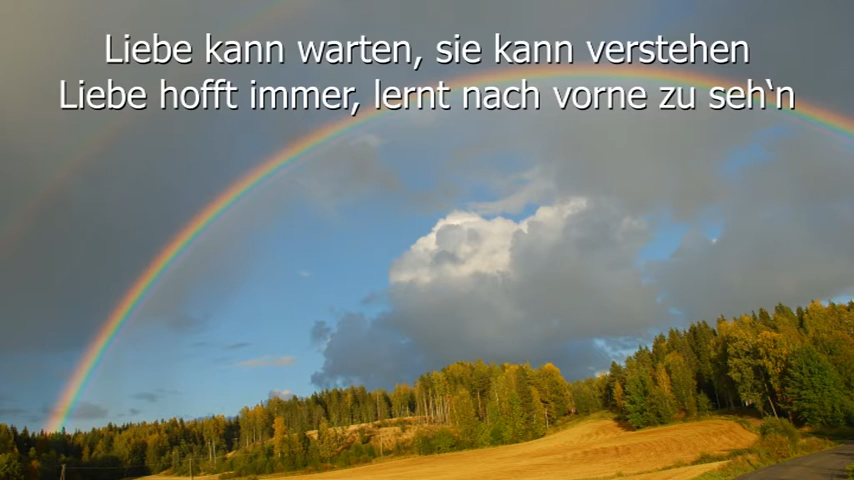 Liebe kann warten, sie kann verstehen
Liebe hofft immer, lernt nach vorne zu seh‘n